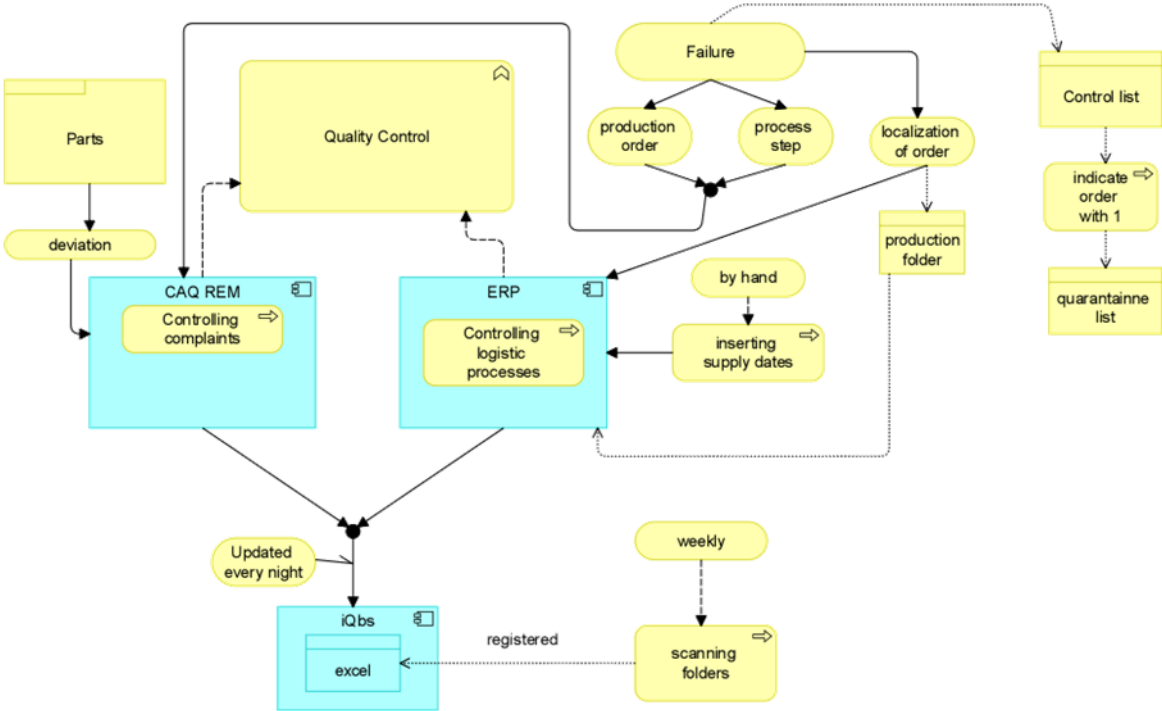 Failure
Control list
Parts
Quality Control
production
order
process
step
localization
of order
indicate
order
with 1
deviation
production
folder
by hand
CAQ REM
ERP
quarantainne
list
Controlling
complaints
Controlling
logistic
processes
inserting
supply dates
weekly
Updated
every night
iQbs
registered
scanning
folders
excel